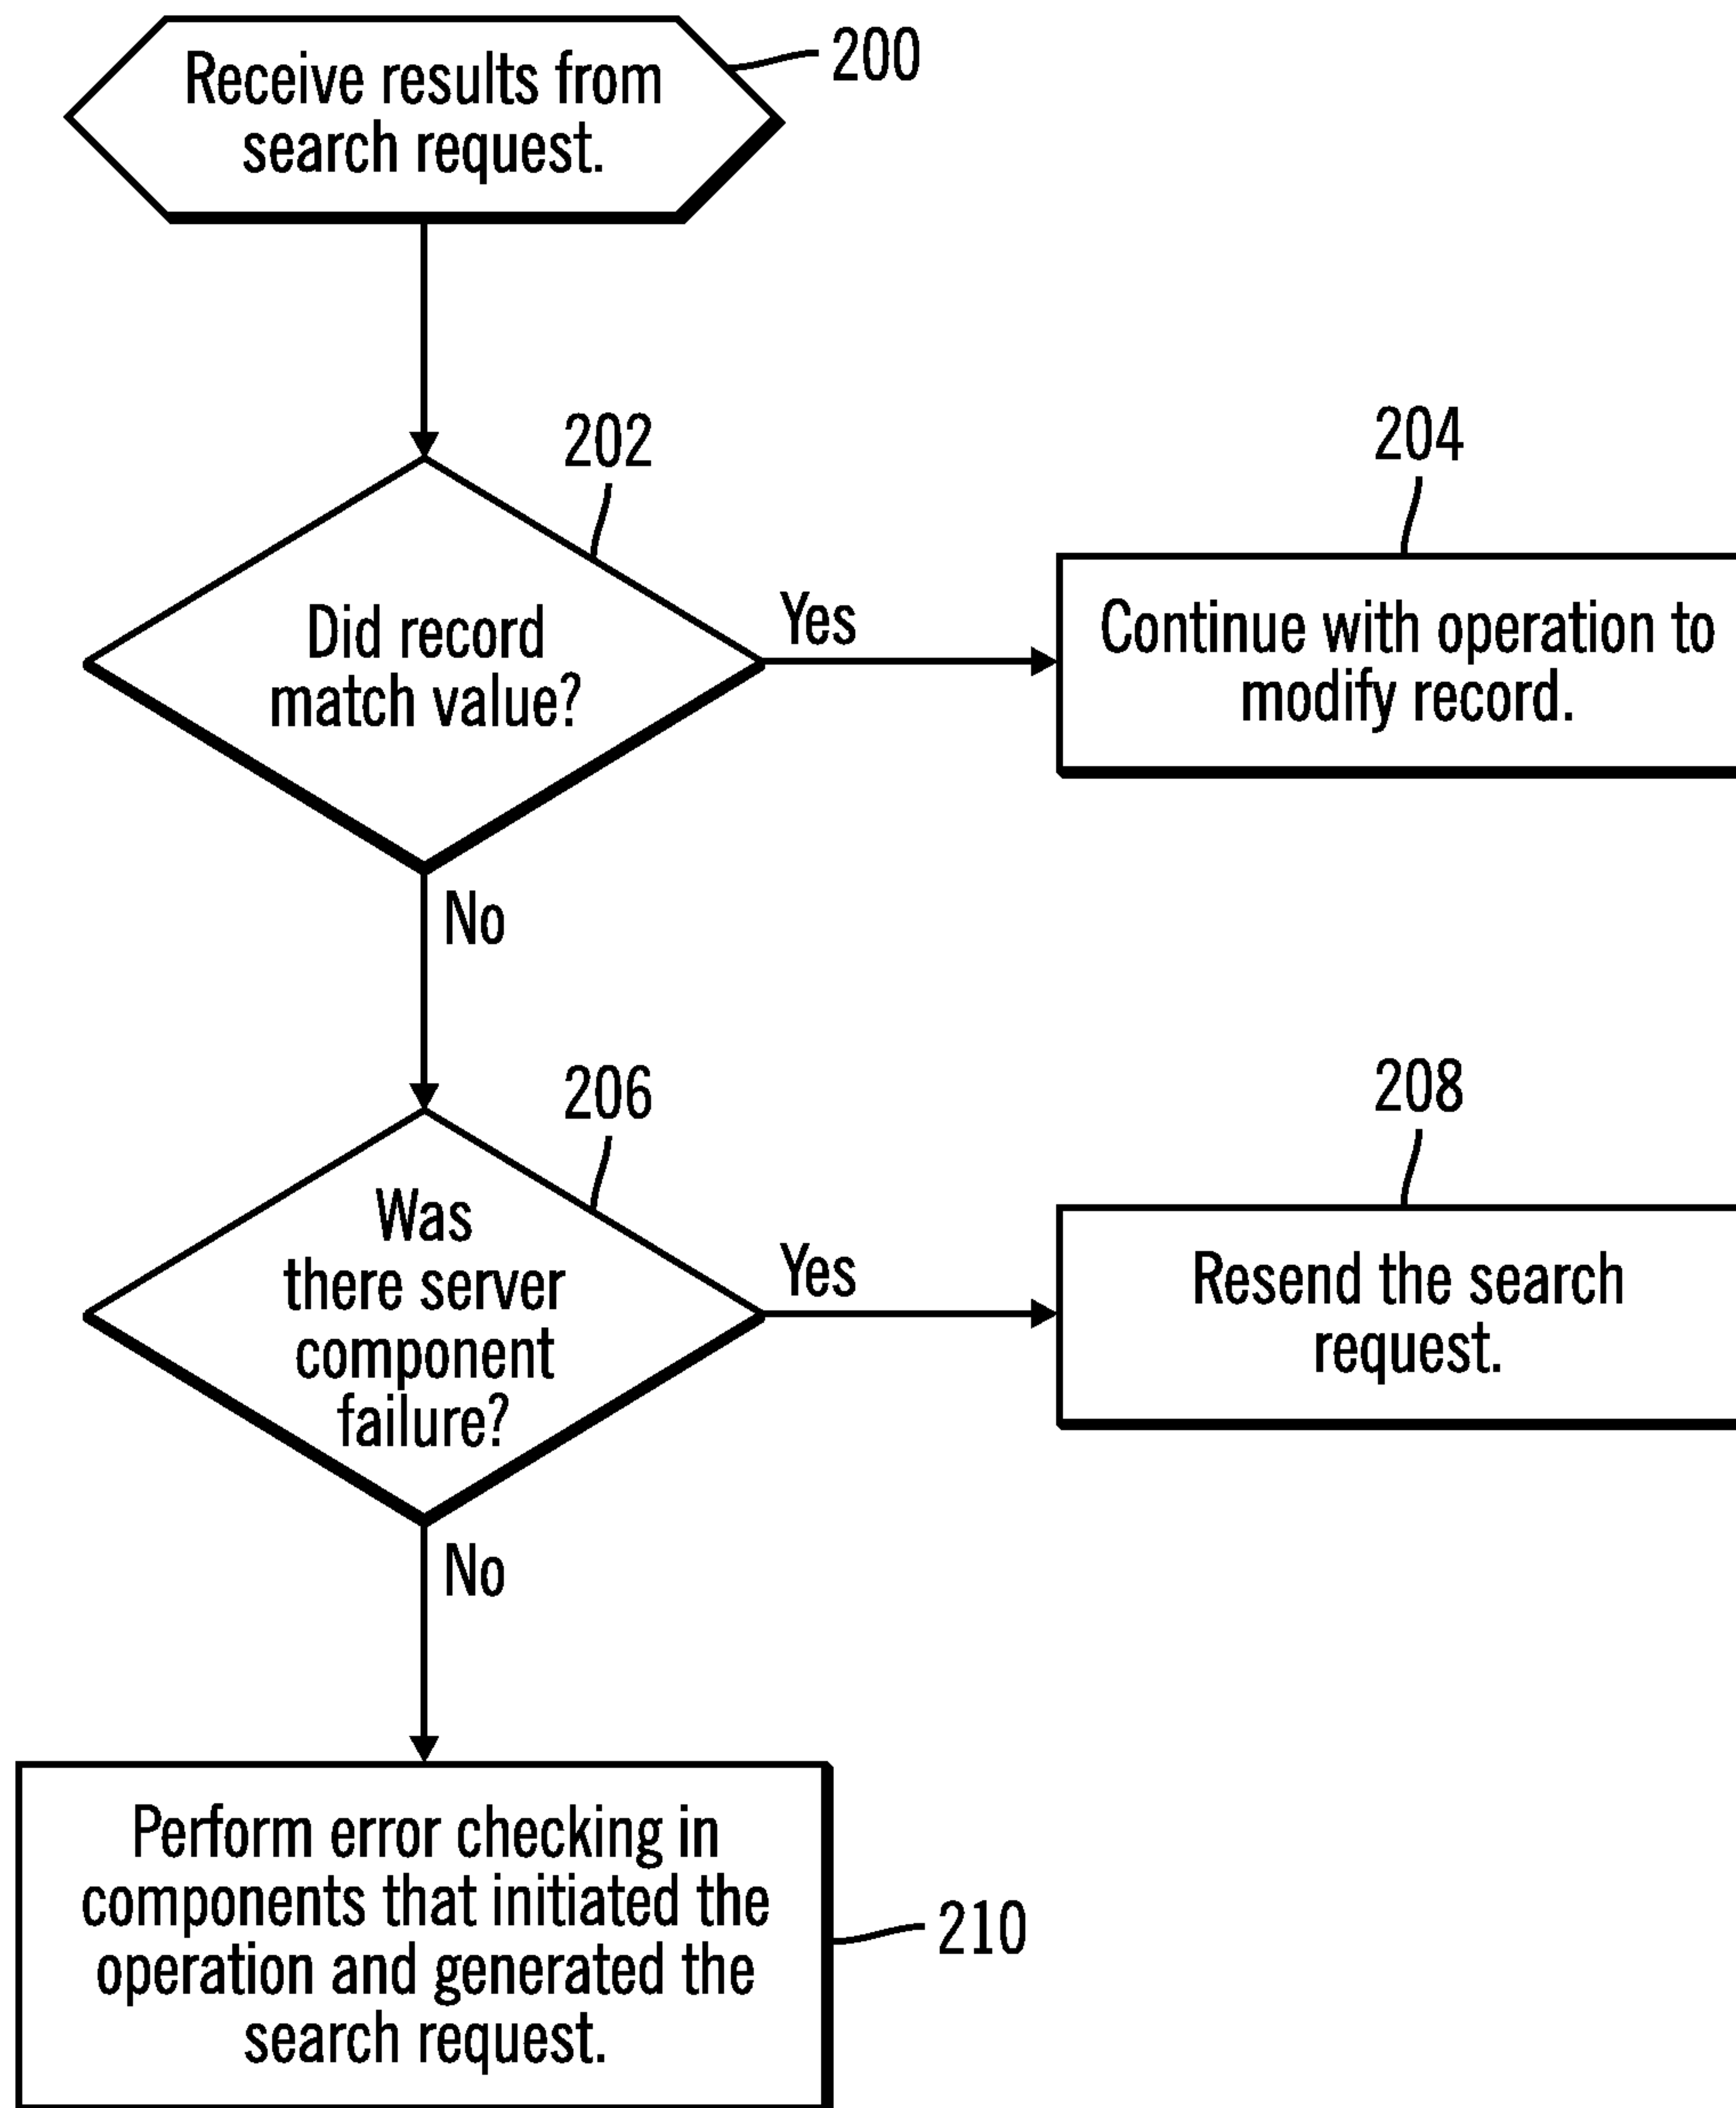 Receive results from
search request.
200
202
Did record
match value?
Yes
204
Continue with operation to
modify record.
No
206
Was
there server
component
failure?
Yes
208
Resend the search
request.
No
Perform error checking in
components that initiated the
operation and generated the
search request.
210